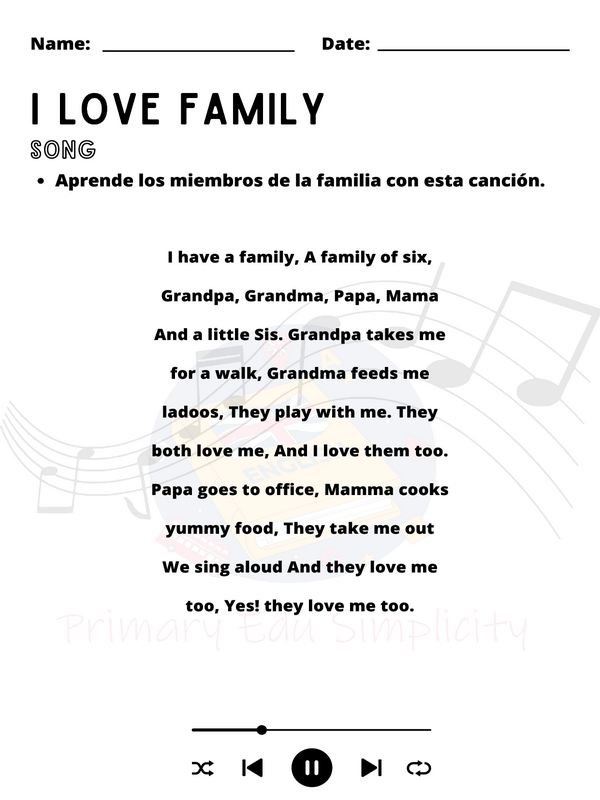 Name: Date:
I LOVE FAMILY
SONG
• Aprende los miembros de la familia con esta canción.
I have a family, A family of six,
Grandpa, Grandma, Papa, Mama
And a little Sis. Grandpa takes me
for a walk, Grandma feeds me
ladoos, They play with me. They
both love me, And I love them too.
Papa goes to office, Mamma cooks
yummy food, They take me out
We sing aloud And they love me
too, Yes! they love me too.
ENGLISH
Primary Edu Simplicity